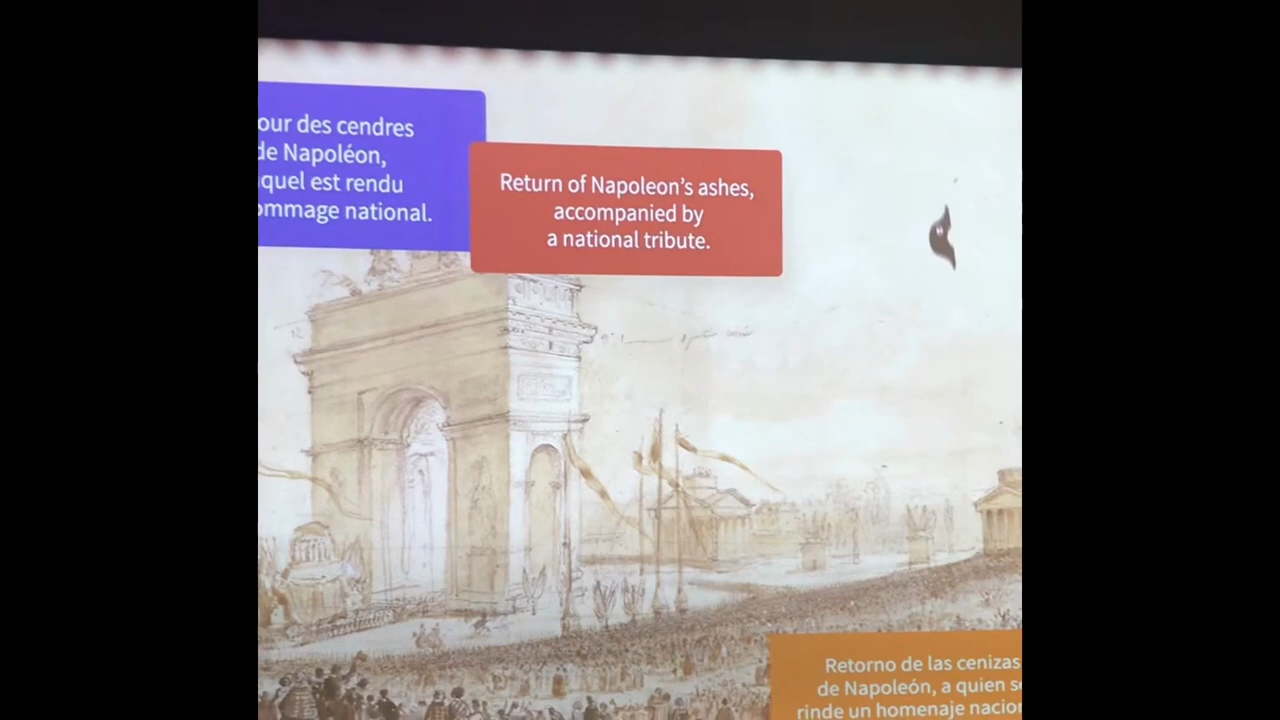 our des cendres
de Napoléon,
quel est rendu
ommage national.
Return of Napoleon’s ashes,
accompanied by
a national tribute.
Retorno de las cenizas
de Napoleón, a quien s
rinde un homenaje nacion